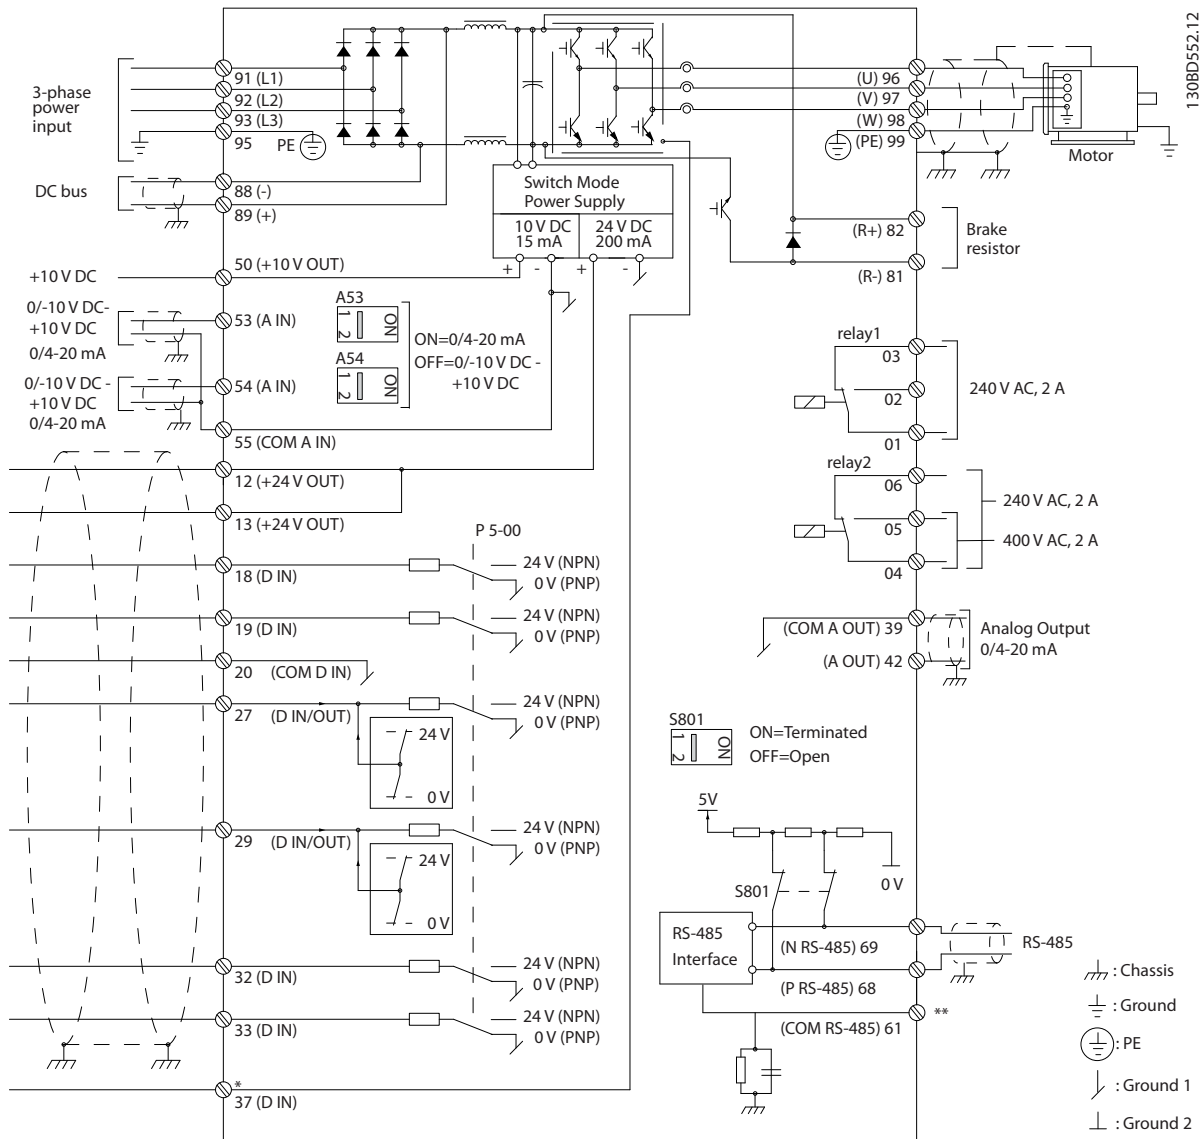 130BD552.12
3-phase
power
input
91 (L1)
92 (L2)
93 (L3)
95
PE
DC bus
88 (-)
89 (+)
+10 V DC
50 (+10 V OUT)
0/-10 V DC-
+10 V DC
0/4-20 mA
53 (A IN)
0/-10 V DC -
+10 V DC
0/4-20 mA
54 (A IN)
55 (COM A IN)
12 (+24 V OUT)
13 (+24 V OUT)
18 (D IN)
19 (D IN)
20 (COM D IN)
27 (D IN/OUT)
24 V
0 V
29 (D IN/OUT)
24 V
0 V
32 (D IN)
33 (D IN)
*
37 (D IN)
A53
1 2
ON
A54
1 2
ON
ON=0/4-20 mA
OFF=0/-10 V DC -
+10 V DC
Switch Mode
Power Supply
10 V DC
15 mA
24 V DC
200 mA
+ - + -
P 5-00
24 V (NPN)
0 V (PNP)
24 V (NPN)
0 V (PNP)
24 V (NPN)
0 V (PNP)
24 V (NPN)
0 V (PNP)
24 V (NPN)
0 V (PNP)
24 V (NPN)
0 V (PNP)
(U) 96
(V) 97
(W) 98
(PE) 99
Motor
(R+) 82
(R-) 81
Brake
resistor
relay1
03
02
01
240 V AC, 2 A
relay2
06
05
04
240 V AC, 2 A
400 V AC, 2 A
(COM A OUT) 39
(A OUT) 42
Analog Output
0/4-20 mA
S801
1 2
ON
ON=Terminated
OFF=Open
5V
0 V
S801
RS-485
Interface
(N RS-485) 69
(P RS-485) 68
(COM RS-485) 61
RS-485
**
: Chassis
: Ground
: PE
: Ground 1
: Ground 2